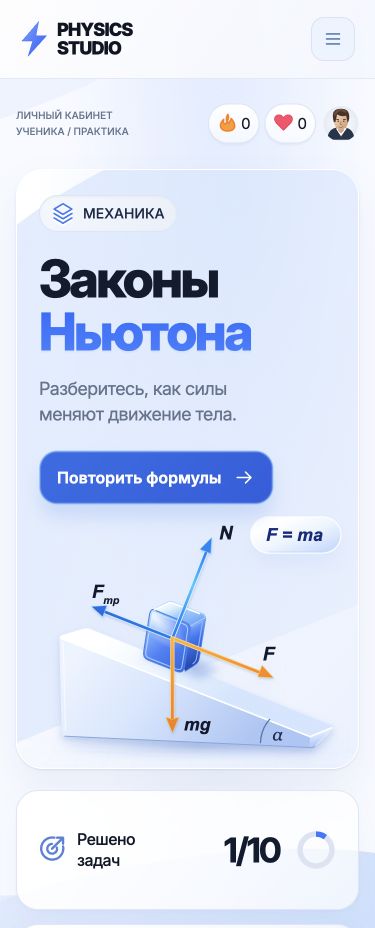 PHYSICS
STUDIO
ЛИЧНЫЙ КАБИНЕТ
УЧЕНИКА / ПРАКТИКА
0
0
МЕХАНИКА
Законы
Ньютона
Разберитесь, как силы
меняют движение тела.
Повторить формулы →
N
F = ma
Fтр
F
mg
α
Решено
задач
1/10